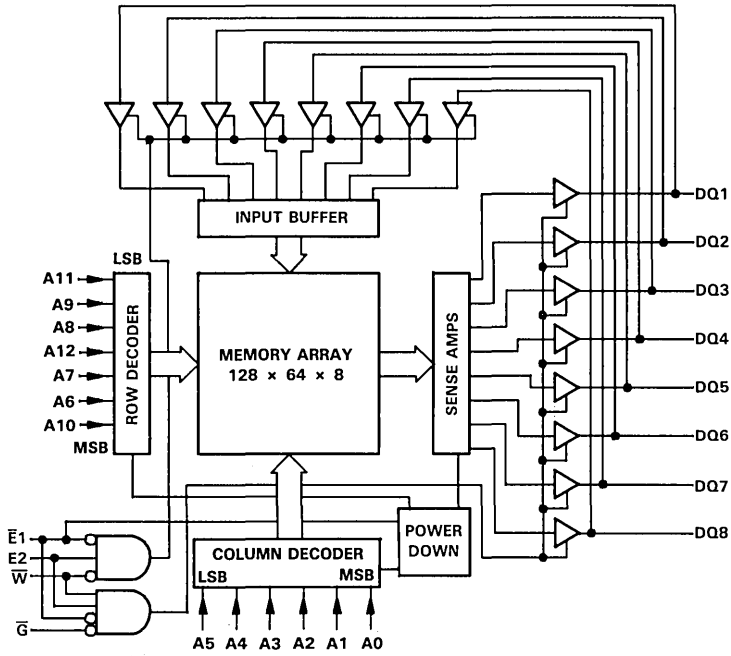 INPUT BUFFER
DQ1
DQ2
DQ3
DQ4
DQ5
DQ6
DQ7
DQ8
LSB
A11
A9
A8
A12
A7
A6
A10
MSB
ROW DECODER
MEMORY ARRAY
128 × 64 × 8
SENSE AMPS
POWER
DOWN
COLUMN DECODER
LSB MSB
A5 A4 A3 A2 A1 A0
E̅1
E2
W̅
G̅